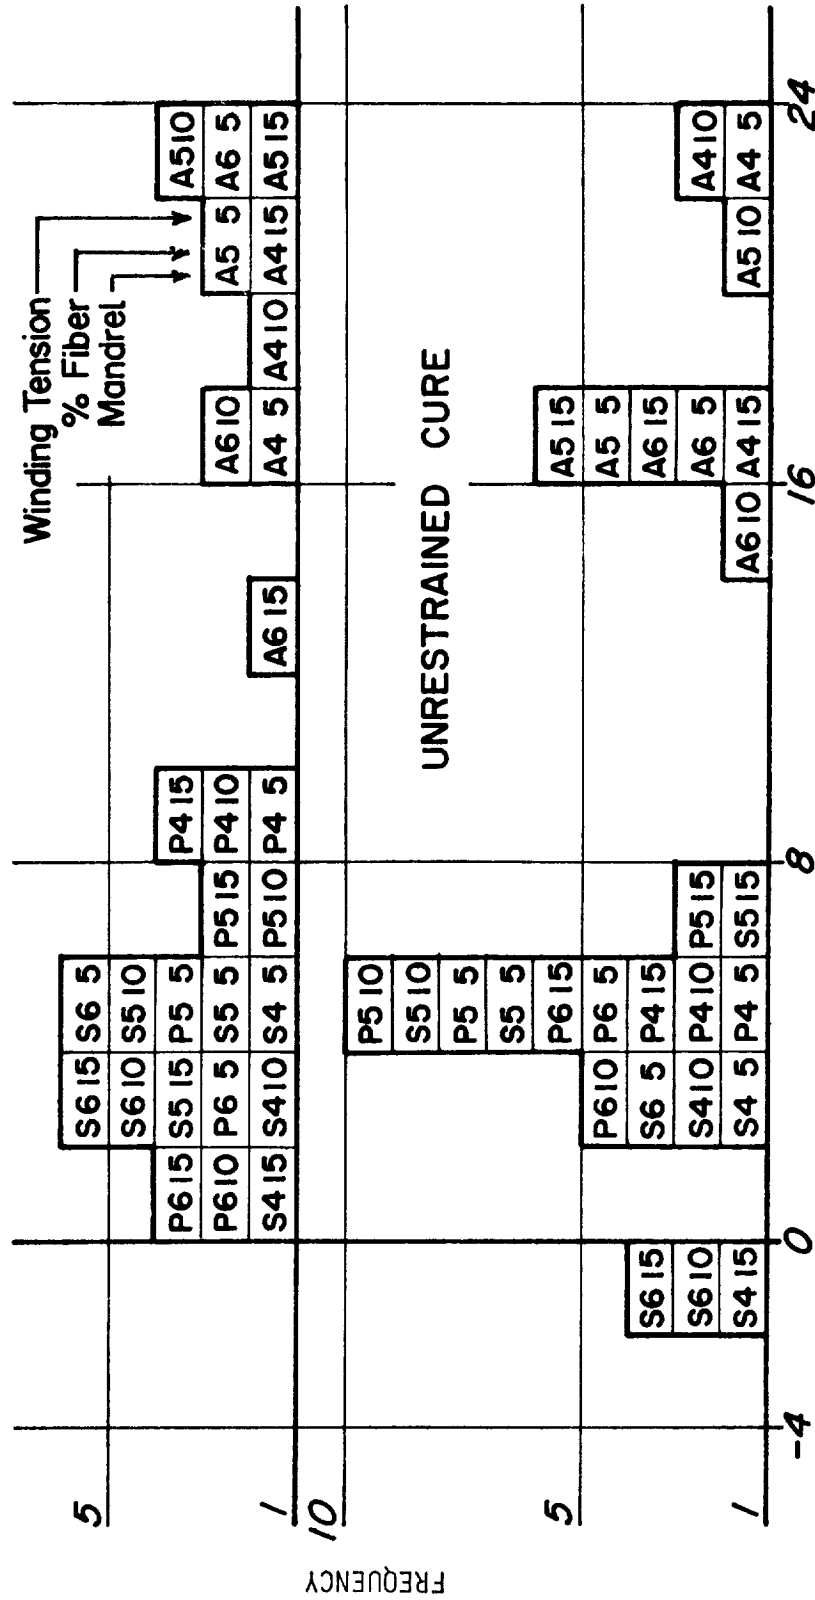 Winding Tension
% Fiber
Mandrel
5
S6 15 S6 5 A5 10
S6 10 S5 10 P4 15 A6 10 A5 5 A6 5
P6 15 S5 15 P5 5 P5 15 P4 10
P6 10 P6 5 S5 5 P5 10 P4 5 A6 15 A4 5 A4 10 A4 15 A5 15
S4 15 S4 10 S4 5
1
10
UNRESTRAINED CURE
P5 10
S5 10
P5 5
S5 5
P6 15 A5 15
5
P6 10 P6 5 A5 5
S6 15 S6 5 P4 15 A6 15
S6 10 S4 10 P4 10 P5 15 A6 5 A4 10
S4 15 S4 5 P4 5 S5 15 A6 10 A4 15 A5 10 A4 5
1
-4 0 8 16 24
FREQUENCY